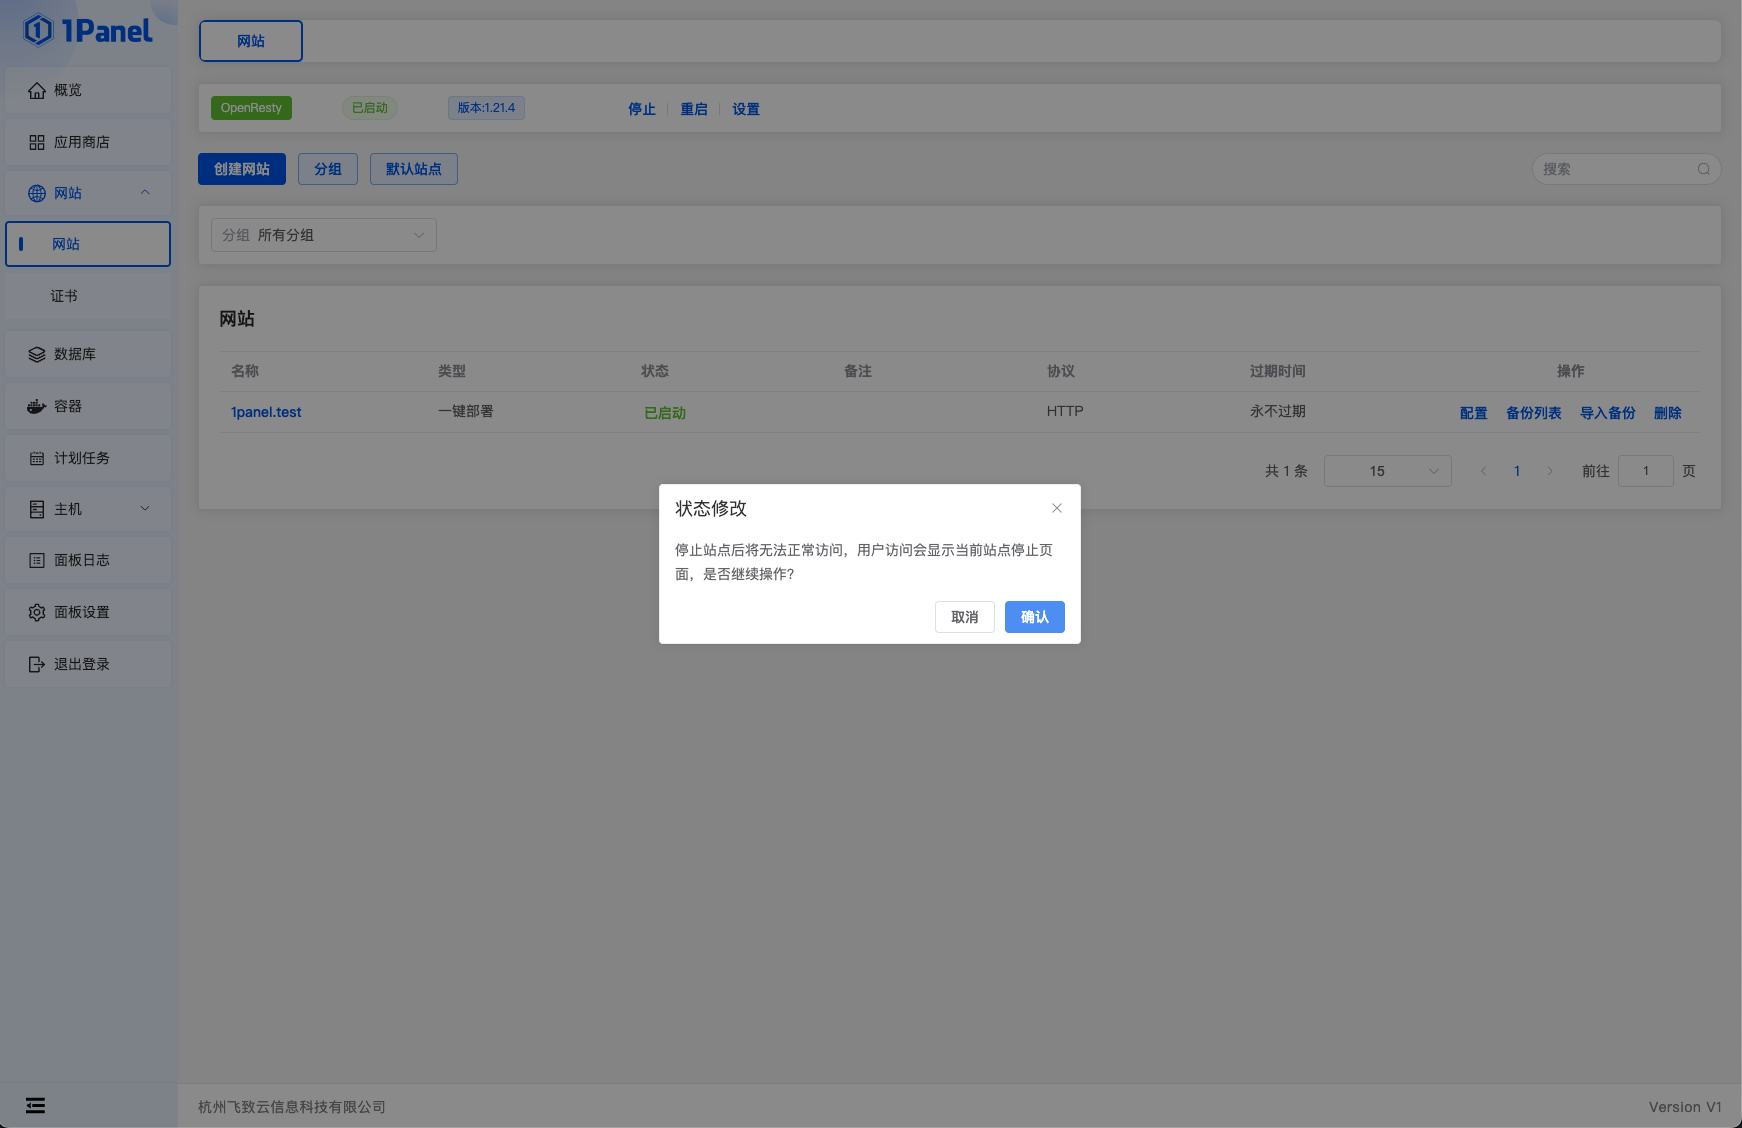 1Panel
概览
应用商店
网站
网站
证书
数据库
容器
计划任务
主机
面板日志
面板设置
退出登录
网站
OpenResty 已启动 版本:1.21.4 停止 重启 设置
创建网站 分组 默认站点 搜索
分组 所有分组
网站
名称 类型 状态 备注 协议 过期时间 操作
1panel.test 一键部署 已启动 HTTP 永不过期 配置 备份列表 导入备份 删除
共 1 条 15 1 前往 1 页
状态修改
停止站点后将无法正常访问，用户访问会显示当前站点停止页
面，是否继续操作?
取消 确认
杭州飞致云信息科技有限公司 Version V1